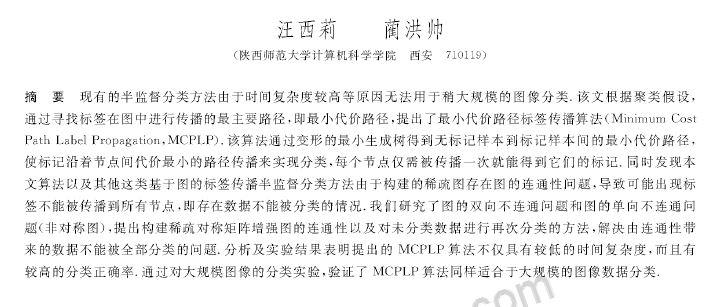 汪西莉 蔺洪帅
(陕西师范大学计算机科学学院 西安 710119)
摘 要 现有的半监督分类方法由于时间复杂度较高等原因无法用于稍大规模的图像分类.该文根据聚类假设,
通过寻找标签在图中进行传播的最主要路径,即最小代价路径,提出了最小代价路径标签传播算法(Minimum Cost
Path Label Propagation,MCPLP).该算法通过变形的最小生成树得到无标记样本到标记样本间的最小代价路径,
使标记沿着节点间代价最小的路径传播来实现分类,每个节点仅需被传播一次就能得到它们的标记.同时发现本
文算法以及其他这类基于图的标签传播半监督分类方法由于构建的稀疏图存在图的连通性问题,导致可能出现标
签不能被传播到所有节点,即存在数据不能被分类的情况.我们研究了图的双向不连通问题和图的单向不连通问
题(非对称图),提出构建稀疏对称矩阵增强图的连通性以及对未分类数据进行再次分类的方法,解决由连通性带
来的数据不能被全部分类的问题.分析及实验结果表明提出的 MCPLP 算法不仅具有较低的时间复杂度,而且有
较高的分类正确率.通过对大规模图像的分类实验,验证了 MCPLP 算法同样适合于大规模的图像数据分类.